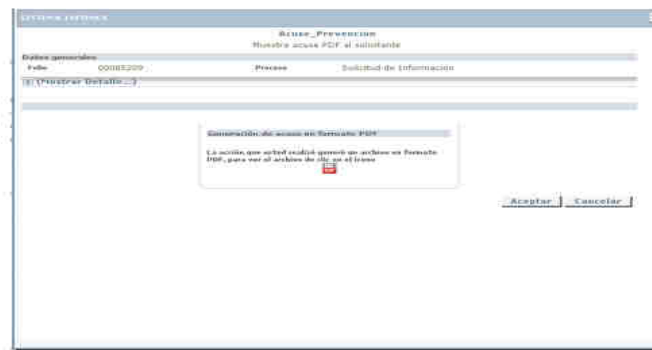 Acuse_Prevencion
Muestra acuse PDF al solicitante
Datos generales
Folio 00085209 Proceso Solicitud de Información
(Mostrar Detalle...)
Generación de acuse en formato PDF
La acción que usted realizó generó un archivo en formato
PDF, para ver el archivo de clic en el icono
Aceptar Cancelar